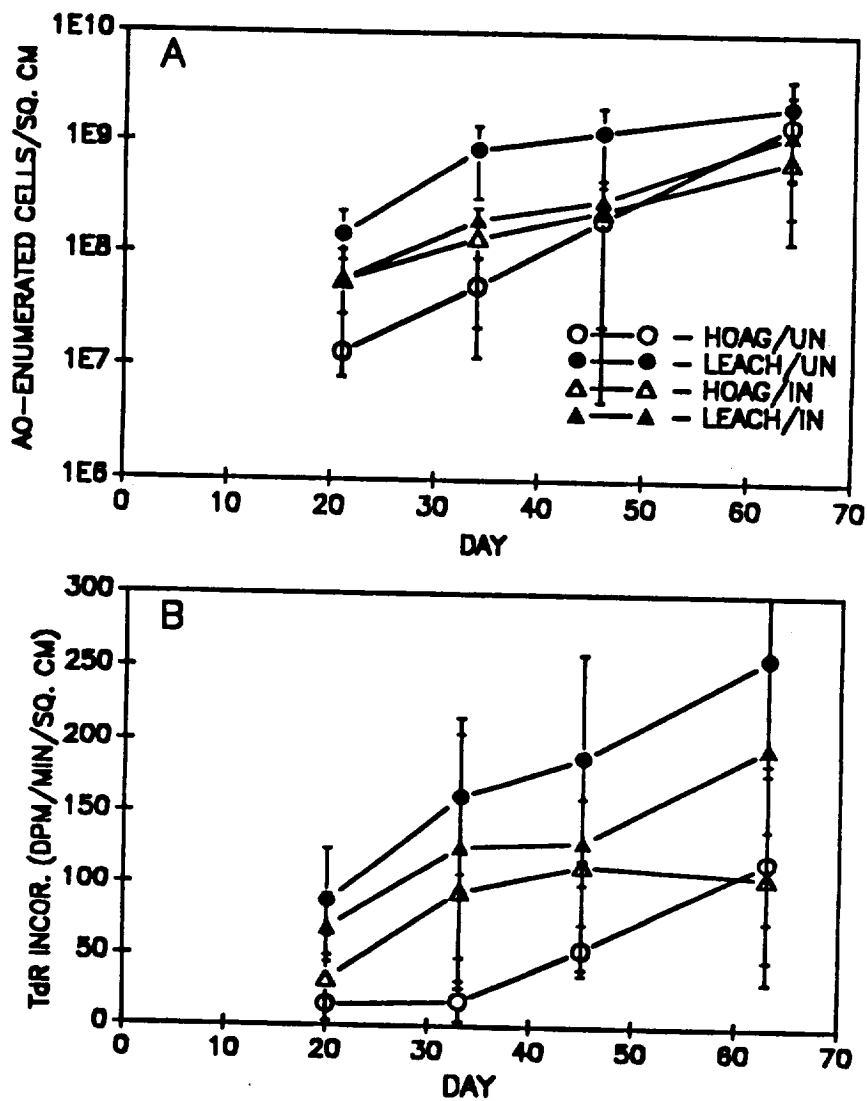 A
1E10
1E9
1E8
1E7
1E6
AO-ENUMERATED CELLS/SQ. CM
HOAG/UN
LEACH/UN
HOAG/IN
LEACH/IN
0 10 20 30 40 50 60 70
DAY
B
300
250
200
150
100
50
0
TdR INCOR. (DPM/MIN/SQ. CM)
0 10 20 30 40 50 60 70
DAY